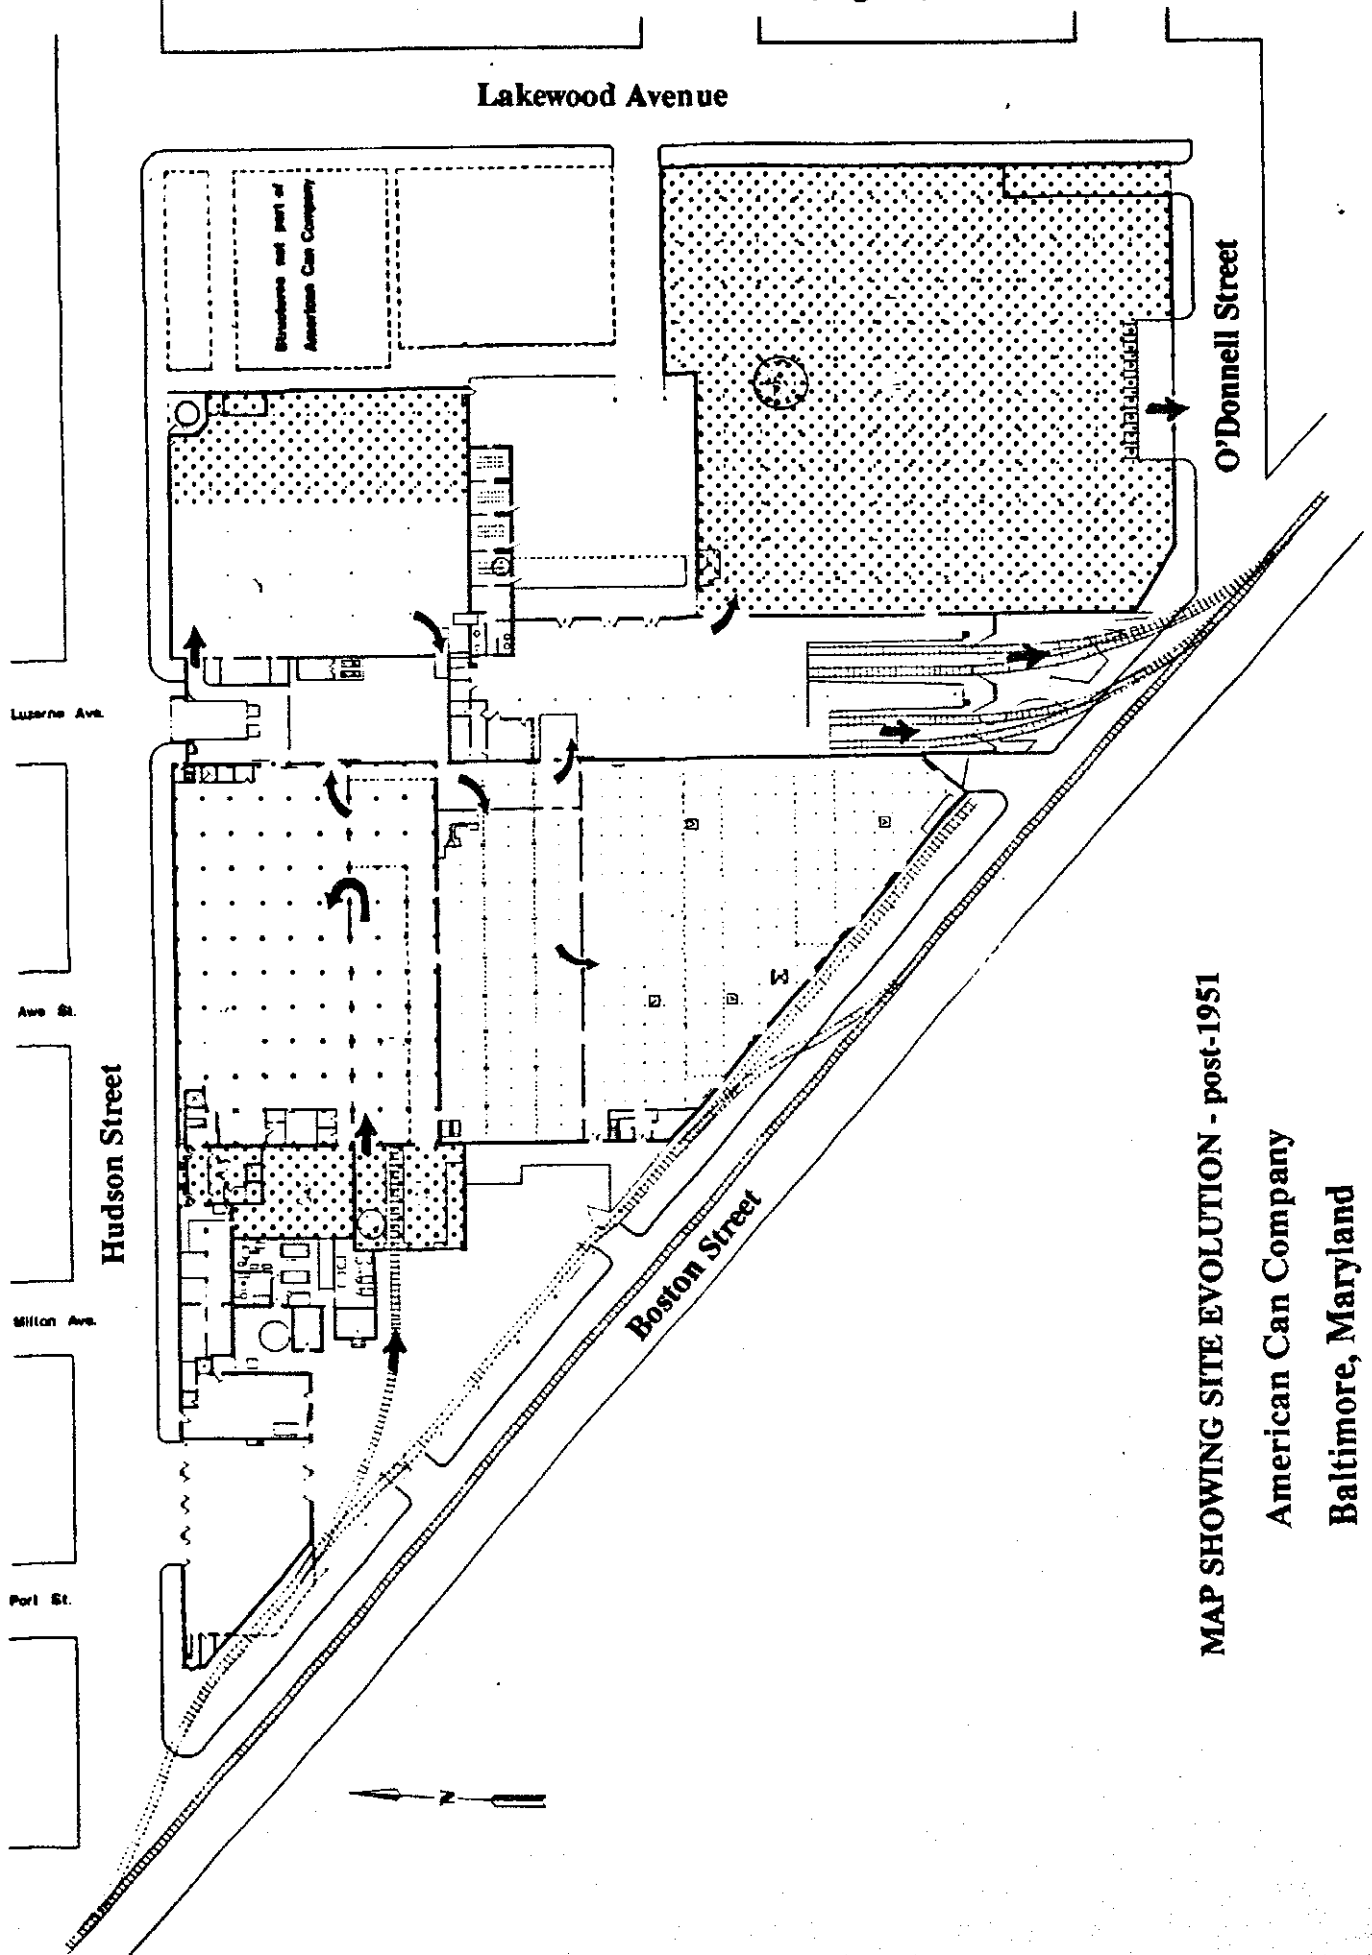 Lakewood Avenue
Structures not part of
American Can Company
O'Donnell Street
Luzerne Ave.
Hudson Street
Milton Ave.
Port St.
Boston Street
N
MAP SHOWING SITE EVOLUTION - post-1951
American Can Company
Baltimore, Maryland